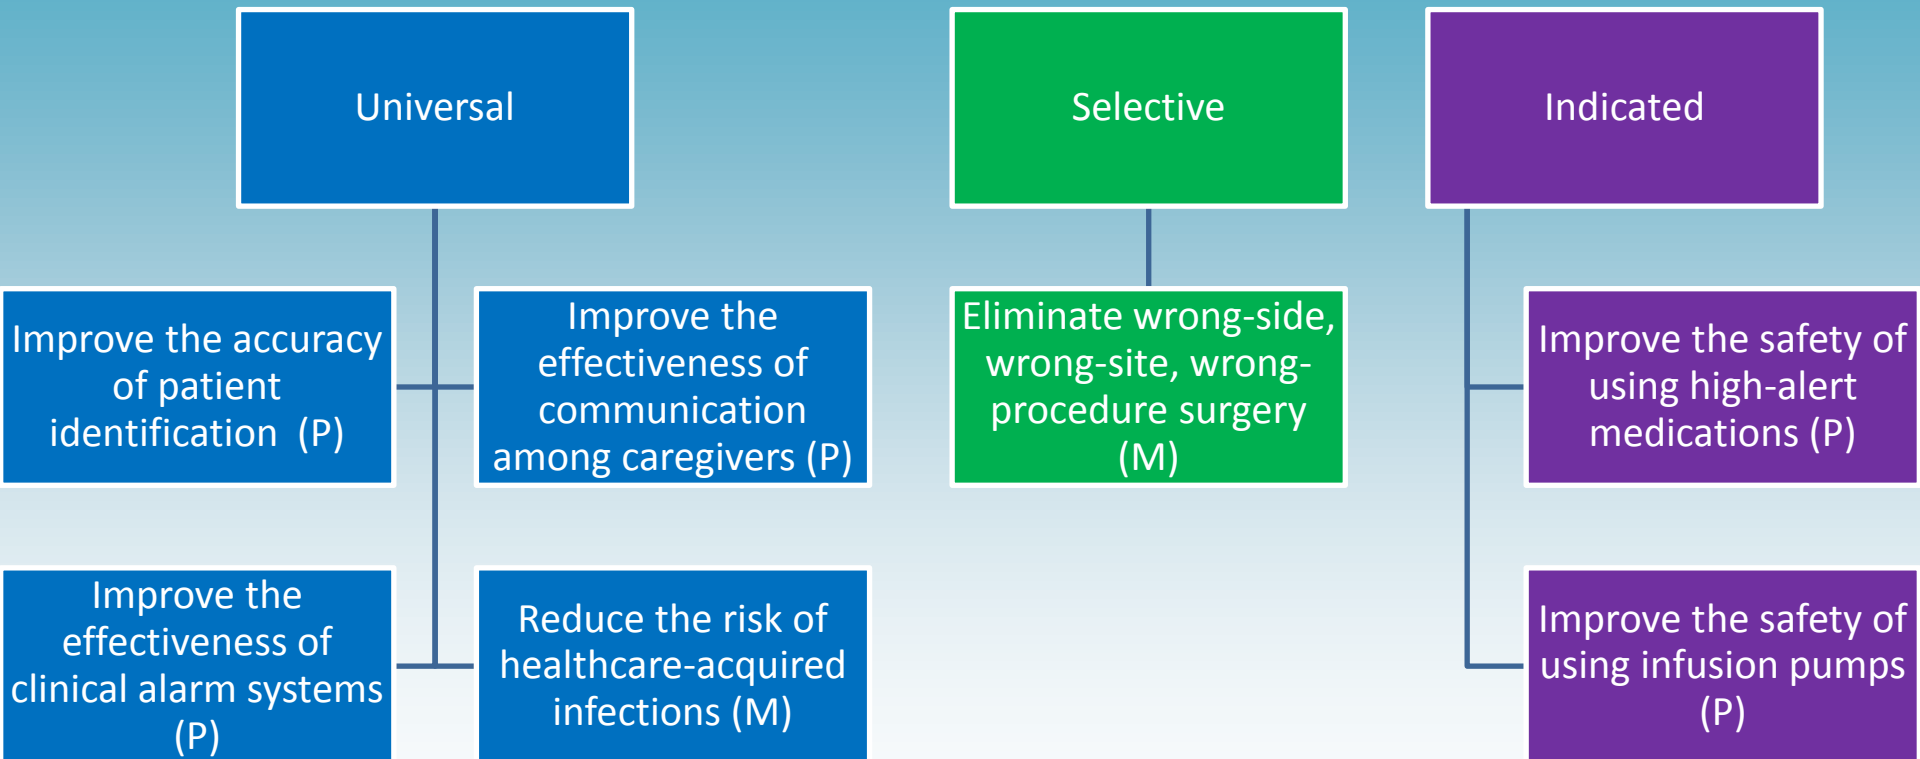 Universal
Improve the accuracy
of patient
identification  (P)
Improve the
effectiveness of
communication
among caregivers (P)
Improve the
effectiveness of
clinical alarm systems
(P)
Reduce the risk of
healthcare-acquired
infections (M)
Selective
Eliminate wrong-side,
wrong-site, wrong-
procedure surgery
(M)
Indicated
Improve the safety of
using high-alert
medications (P)
Improve the safety of
using infusion pumps
(P)